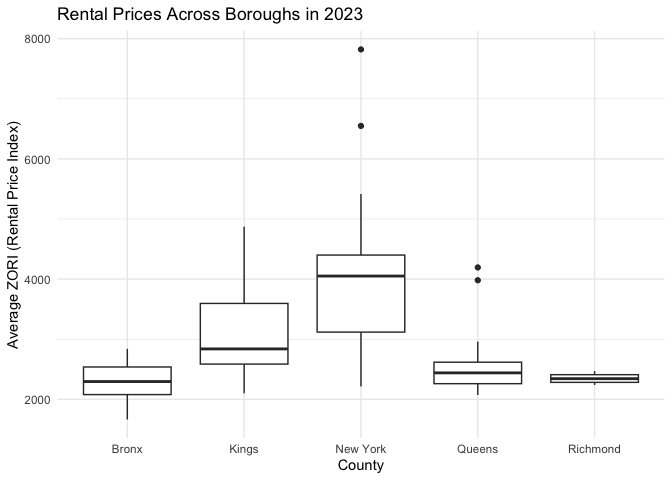 Rental Prices Across Boroughs in 2023
Average ZORI (Rental Price Index)
8000
6000
4000
2000
Bronx Kings New York Queens Richmond
County